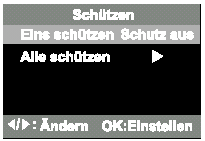 Schützen
Eins schützen Schutz aus
Alle schützen ▶
◀/▶: Ändern OK:Einstellen